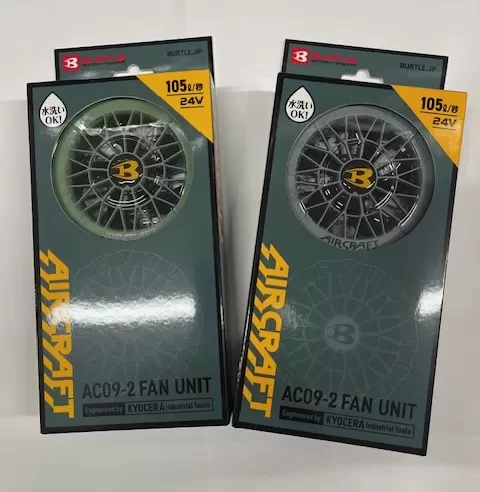 BURTLE
BURTLE.JP
水洗い
OK!
105ℓ/秒
24V
B
AIRCRAFT
AIRCRAFT
AC09-2 FAN UNIT
Engineered by KYOCERA Industrial Tools
BURTLE
BURTLE.JP
水洗い
OK!
105ℓ/秒
24V
B
AIRCRAFT
B
AIRCRAFT
AC09-2 FAN UNIT
Engineered by KYOCERA Industrial Tools